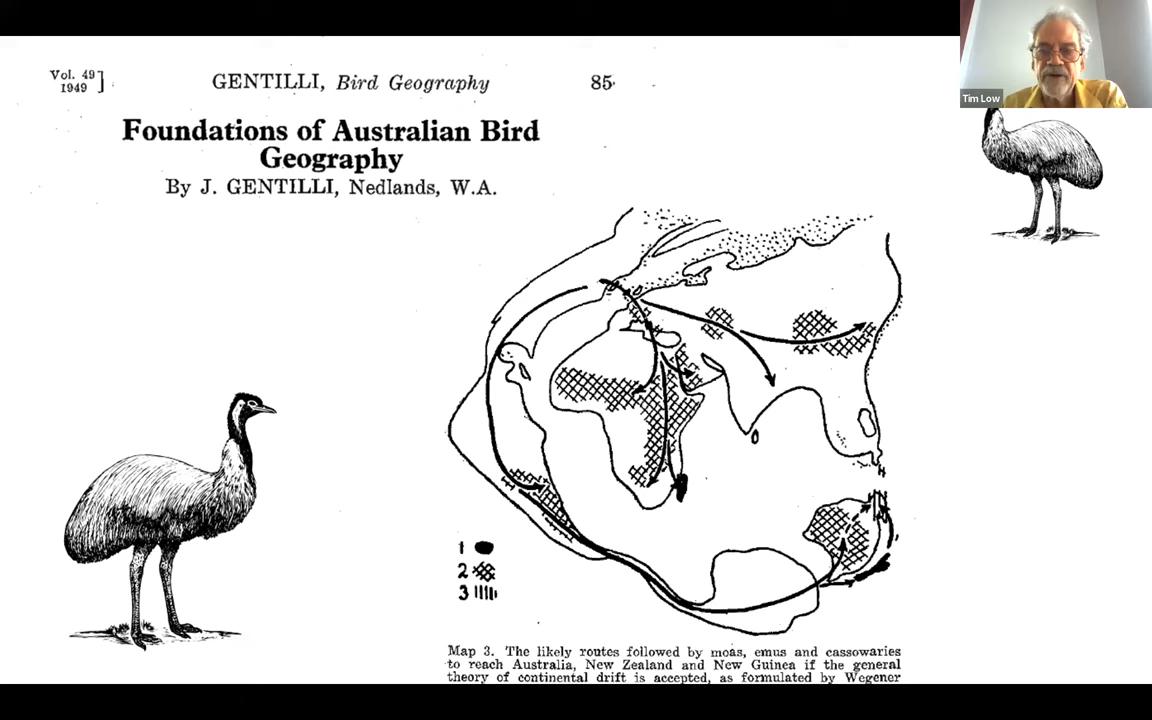 Vol. 49]
1949
GENTILLI, Bird Geography
85
Foundations of Australian Bird
Geography
By J. GENTILLI, Nedlands, W.A.
Tim Low
1
2
3
Map 3. The likely routes followed by moas, emus and cassowaries
to reach Australia, New Zealand and New Guinea if the general
theory of continental drift is accepted, as formulated by Wegener